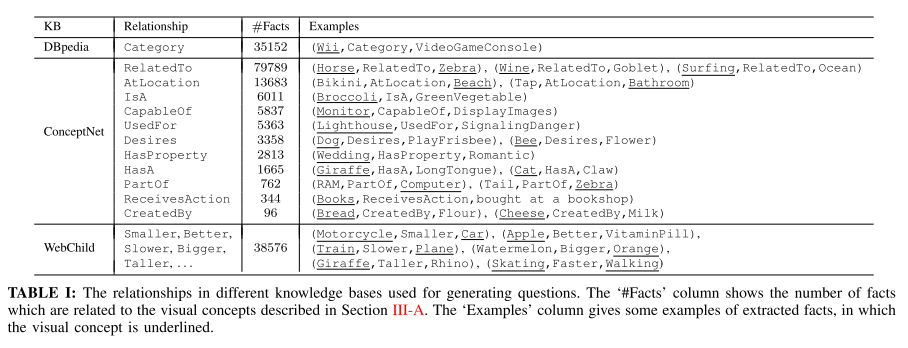 KB Relationship #Facts Examples
DBpedia Category 35152 (Wii,Category,VideoGameConsole)
RelatedTo 79789 (Horse,RelatedTo,Zebra), (Wine,RelatedTo,Goblet), (Surfing,RelatedTo,Ocean)
AtLocation 13683 (Bikini,AtLocation,Beach), (Tap,AtLocation,Bathroom)
IsA 6011 (Broccoli,IsA,GreenVegetable)
CapableOf 5837 (Monitor,CapableOf,DisplayImages)
ConceptNet UsedFor 5363 (Lighthouse,UsedFor,SignalingDanger)
Desires 3358 (Dog,Desires,PlayFrisbee), (Bee,Desires,Flower)
HasProperty 2813 (Wedding,HasProperty,Romantic)
HasA 1665 (Giraffe,HasA,LongTongue), (Cat,HasA,Claw)
PartOf 762 (RAM,PartOf,Computer), (Tail,PartOf,Zebra)
ReceivesAction 344 (Books,ReceivesAction,bought at a bookshop)
CreatedBy 96 (Bread,CreatedBy,Flour), (Cheese,CreatedBy,Milk)
Smaller,Better, (Motorcycle,Smaller,Car), (Apple,Better,VitaminPill),
WebChild Slower,Bigger, 38576 (Train,Slower,Plane), (Watermelon,Bigger,Orange),
Taller,... (Giraffe,Taller,Rhino), (Skating,Faster,Walking)
TABLE I: The relationships in different knowledge bases used for generating questions. The ‘#Facts’ column shows the number of facts
which are related to the visual concepts described in Section III-A. The ‘Examples’ column gives some examples of extracted facts, in which
the visual concept is underlined.